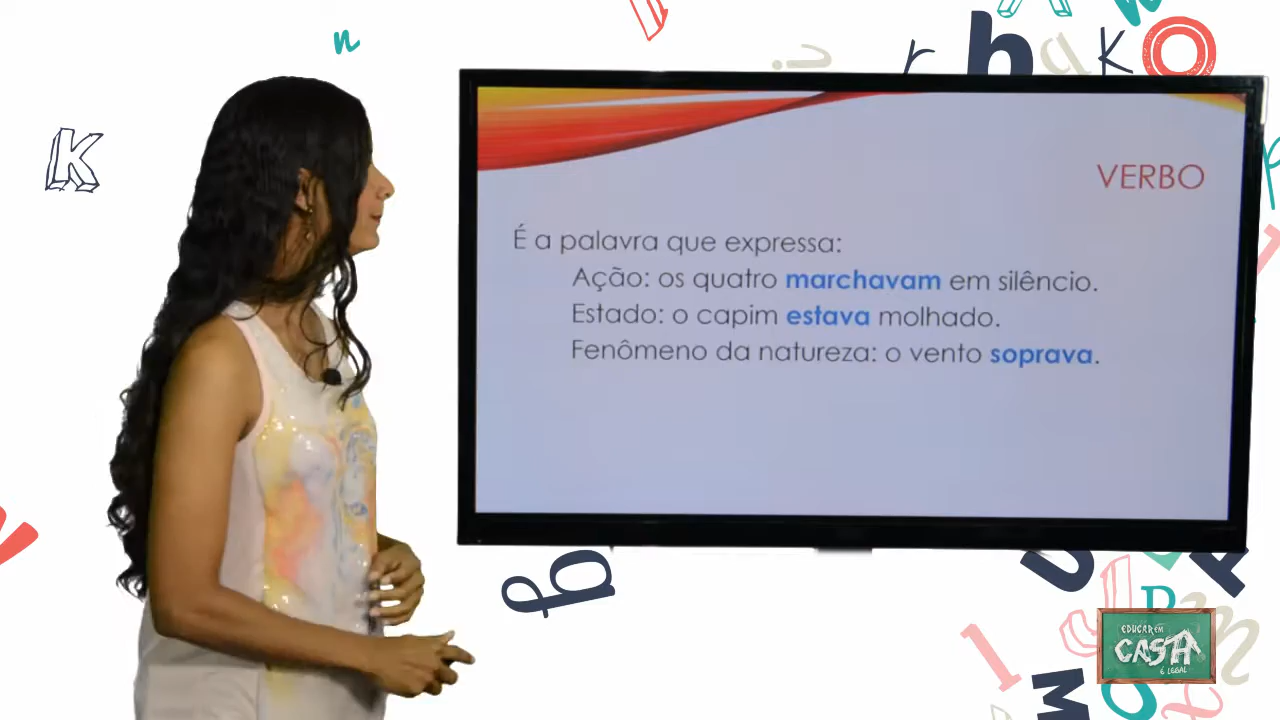 VERBO
É a palavra que expressa:
Ação: os quatro marchavam em silêncio.
Estado: o capim estava molhado.
Fenômeno da natureza: o vento soprava.
EDUCAR EM
CASA
É LEGAL